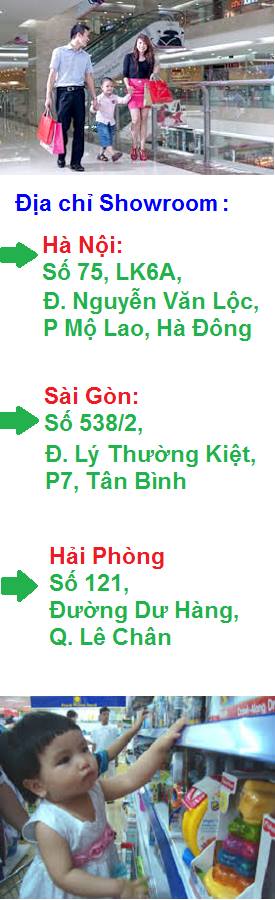 Địa chỉ Showroom :
Hà Nội:
Số 75, LK6A,
Đ. Nguyễn Văn Lộc,
P Mộ Lao, Hà Đông
Sài Gòn:
Số 538/2,
Đ. Lý Thường Kiệt,
P7, Tân Bình
Hải Phòng
Số 121,
Đường Dư Hàng,
Q. Lê Chân